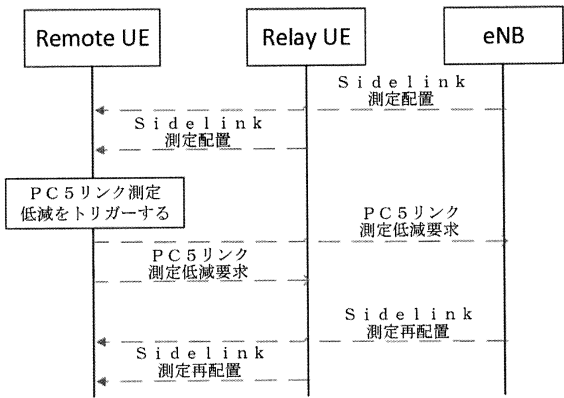 Remote UE
Relay UE
eNB
Ｓｉｄｅｌｉｎｋ
測定配置
Ｓｉｄｅｌｉｎｋ
測定配置
ＰＣ５リンク測定
低減をトリガーする
ＰＣ５リンク
測定低減要求
ＰＣ５リンク
測定低減要求
Ｓｉｄｅｌｉｎｋ
測定再配置
Ｓｉｄｅｌｉｎｋ
測定再配置